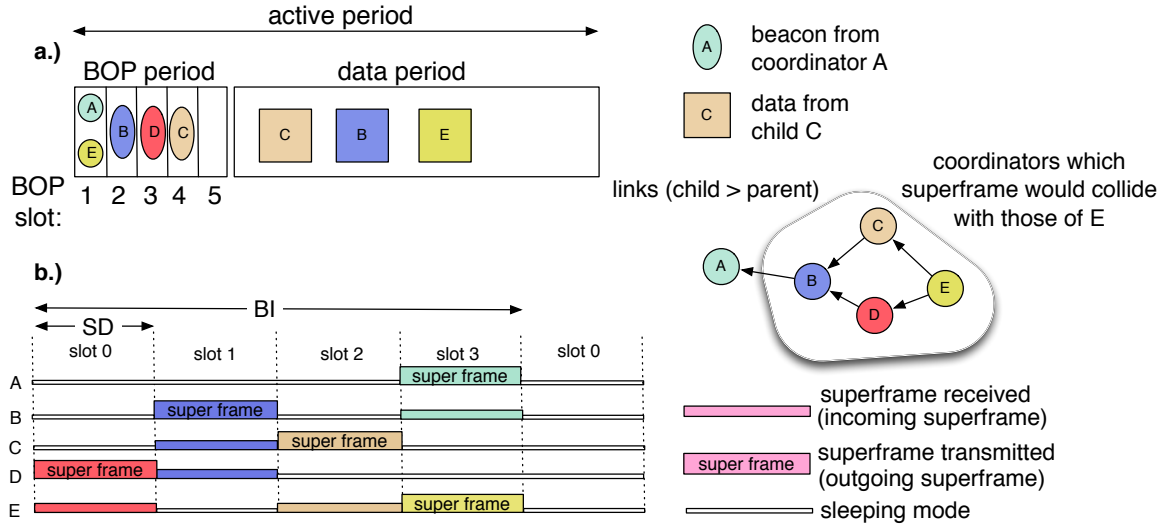 active period
a.)
BOP period
data period
A
E
B
D
C
C
B
E
BOP
slot:
1 2 3 4 5
A
beacon from
coordinator A
C
data from
child C
links (child > parent)
coordinators which
superframe would collide
with those of E
A
B
C
D
E
b.)
BI
SD
slot 0 slot 1 slot 2 slot 3 slot 0
A super frame
B super frame
C super frame
D super frame
E super frame
superframe received
(incoming superframe)
super frame
superframe transmitted
(outgoing superframe)
sleeping mode